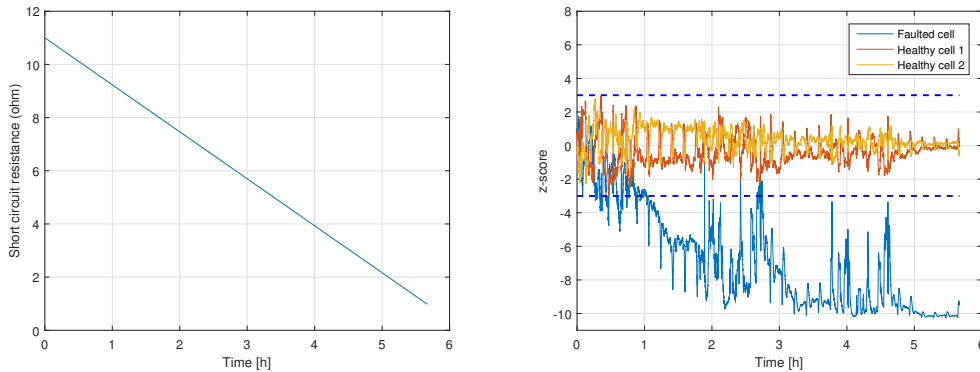 12
10
8
6
4
2
0
0 1 2 3 4 5 6
Short circuit resistance (ohm)
Time [h]
8
6
4
2
0
-2
-4
-6
-8
-10
0 1 2 3 4 5 6
z-score
Time [h]
Faulted cell
Healthy cell 1
Healthy cell 2